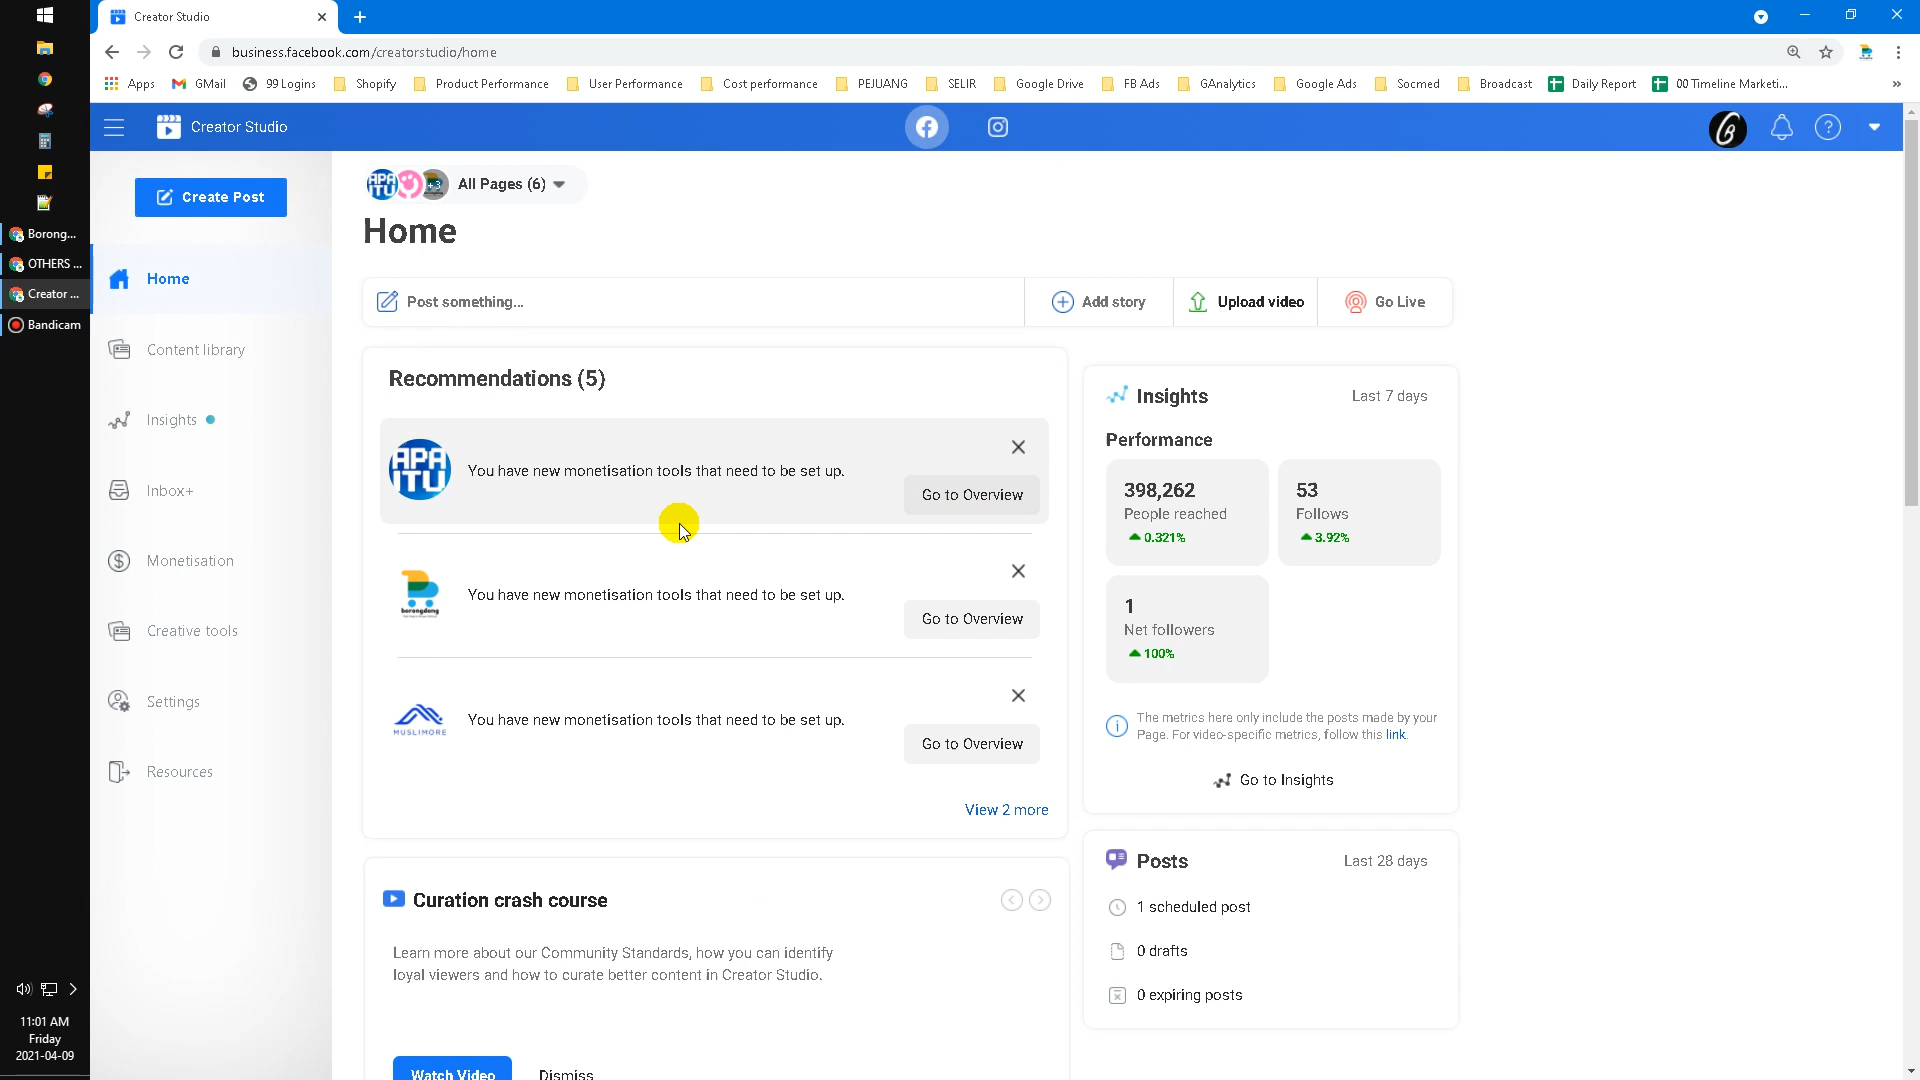 Creator Studio
business.facebook.com/creatorstudio/home
Apps
GMail
99 Logins
Shopify
Product Performance
User Performance
Cost performance
PEJUANG
SELIR
Google Drive
FB Ads
GAnalytics
Google Ads
Socmed
Broadcast
Daily Report
00 Timeline Marketi...
»
Borong...
OTHERS ...
Creator ...
Bandicam
11:01 AM
Friday
2021-04-09
Creator Studio
Create Post
Home
Content library
Insights
Inbox+
Monetisation
Creative tools
Settings
Resources
APA ITU
+3
All Pages (6)
Home
Post something...
Add story
Upload video
Go Live
Recommendations (5)
APA
ITU
You have new monetisation tools that need to be set up.
Go to Overview
borongdong
You have new monetisation tools that need to be set up.
Go to Overview
MUSLIMORE
You have new monetisation tools that need to be set up.
Go to Overview
View 2 more
Curation crash course
Learn more about our Community Standards, how you can identify
loyal viewers and how to curate better content in Creator Studio.
Watch Video
Dismiss
Insights
Last 7 days
Performance
398,262
People reached
0.321%
53
Follows
3.92%
1
Net followers
100%
The metrics here only include the posts made by your
Page. For video-specific metrics, follow this link.
Go to Insights
Posts
Last 28 days
1 scheduled post
0 drafts
0 expiring posts